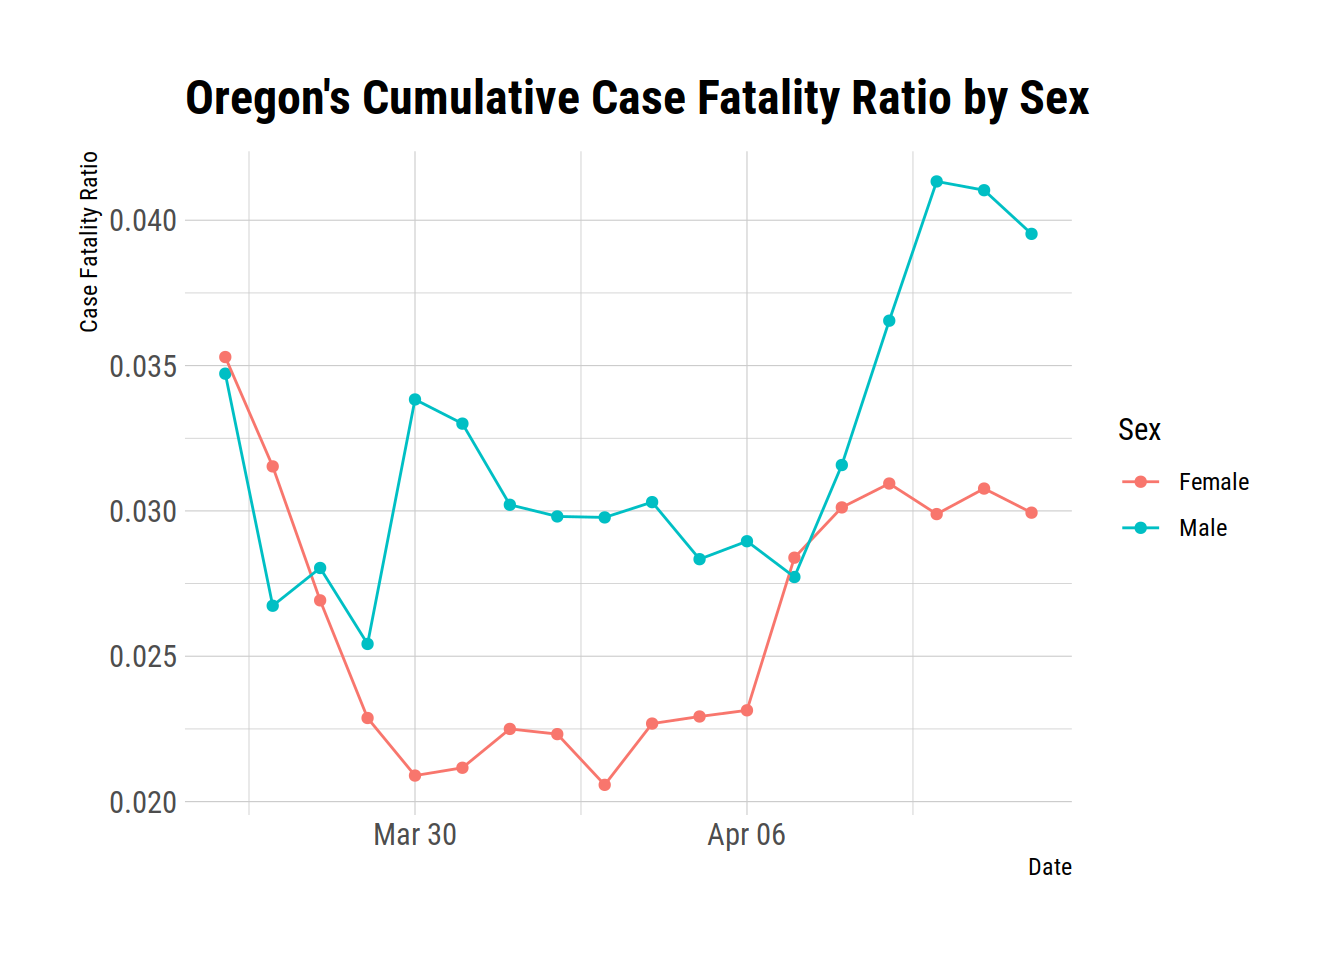 Oregon's Cumulative Case Fatality Ratio by Sex
Case Fatality Ratio
0.040
0.035
0.030
0.025
0.020
Mar 30
Apr 06
Date
Sex
Female
Male